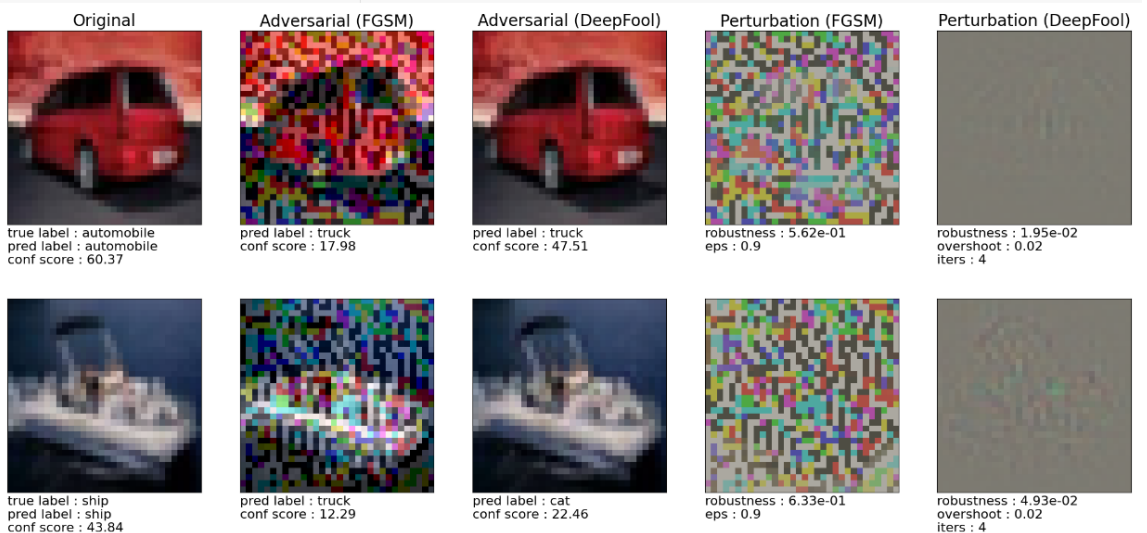 Original
Adversarial (FGSM)
Adversarial (DeepFool)
Perturbation (FGSM)
Perturbation (DeepFool)
true label : automobile
pred label : automobile
conf score : 60.37
pred label : truck
conf score : 17.98
pred label : truck
conf score : 47.51
robustness : 5.62e-01
eps : 0.9
robustness : 1.95e-02
overshoot : 0.02
iters : 4
true label : ship
pred label : ship
conf score : 43.84
pred label : truck
conf score : 12.29
pred label : cat
conf score : 22.46
robustness : 6.33e-01
eps : 0.9
robustness : 4.93e-02
overshoot : 0.02
iters : 4